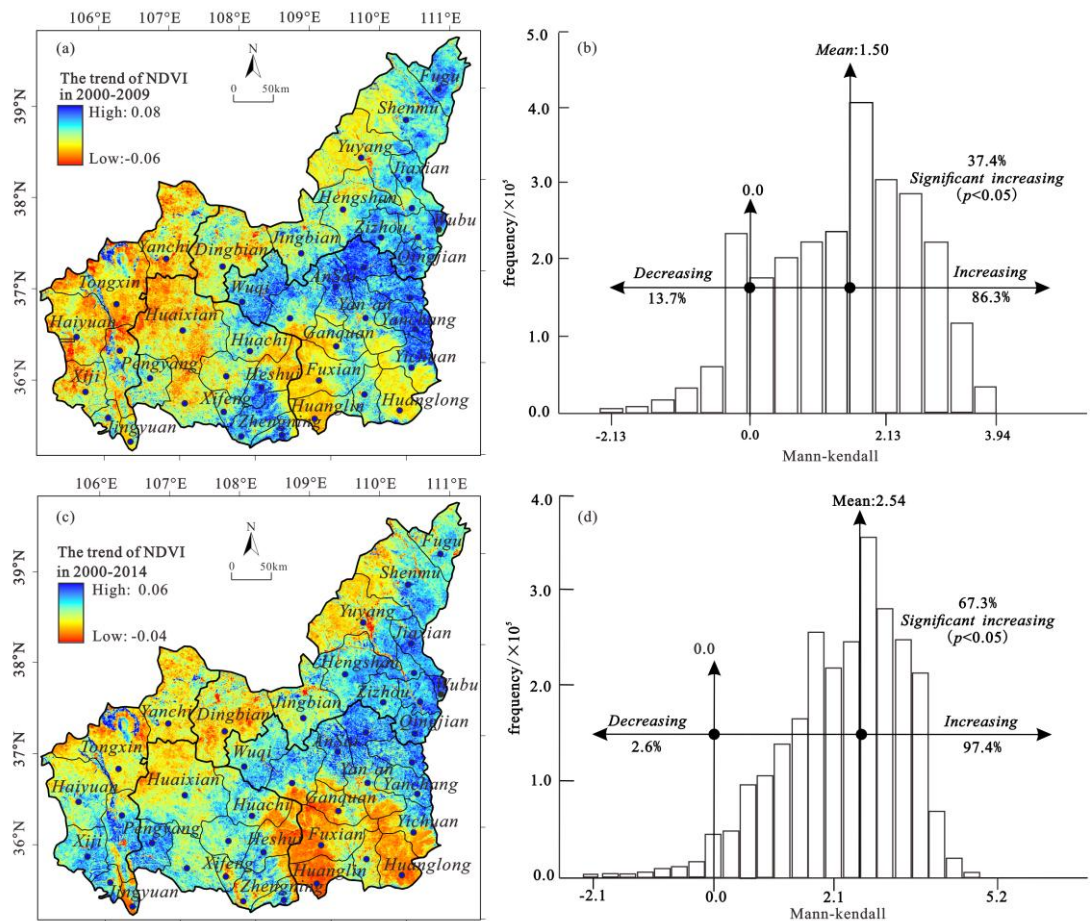 106°E 107°E 108°E 109°E 110°E 111°E
(a)
N
0 50km
The trend of NDVI
in 2000-2009
High: 0.08
Low:-0.06
39°N
38°N
37°N
36°N
Fugu
Shenmu
Yuyang
Jiaxian
Hengshan
Wubu
Zizhou
Yanchi
Dingbian
Jingbian
Qingjian
Ansai
Tongxin
Wuqi
Yan'an
Haiyuan
Huaixian
Yanchang
Ganquan
Huachi
Pengyang
Yichuan
Xiji
Heshui
Fuxian
Xifeng
Huanglin
Huanglong
Jingyuan
Zhengning
(b)
5.0
4.0
3.0
2.0
1.0
0.0
frequency/×10⁵
Mean:1.50
0.0
37.4%
Significant increasing
(p<0.05)
Decreasing
13.7%
Increasing
86.3%
-2.13 0.0 2.13 3.94
Mann-kendall
106°E 107°E 108°E 109°E 110°E 111°E
(c)
N
0 50km
The trend of NDVI
in 2000-2014
High: 0.06
Low: -0.04
39°N
38°N
37°N
36°N
Fugu
Shenmu
Yuyang
Jiaxian
Hengshan
Wubu
Zizhou
Yanchi
Dingbian
Jingbian
Qingjian
Ansai
Tongxin
Wuqi
Yan'an
Haiyuan
Huaixian
Yanchang
Ganquan
Huachi
Pengyang
Yichuan
Xiji
Heshui
Fuxian
Xifeng
Huanglin
Huanglong
Jingyuan
Zhengning
(d)
4.0
3.0
2.0
1.0
0.0
frequency/×10⁵
Mean:2.54
0.0
67.3%
Significant increasing
(p<0.05)
Decreasing
2.6%
Increasing
97.4%
-2.1 0.0 2.1 5.2
Mann-kendall